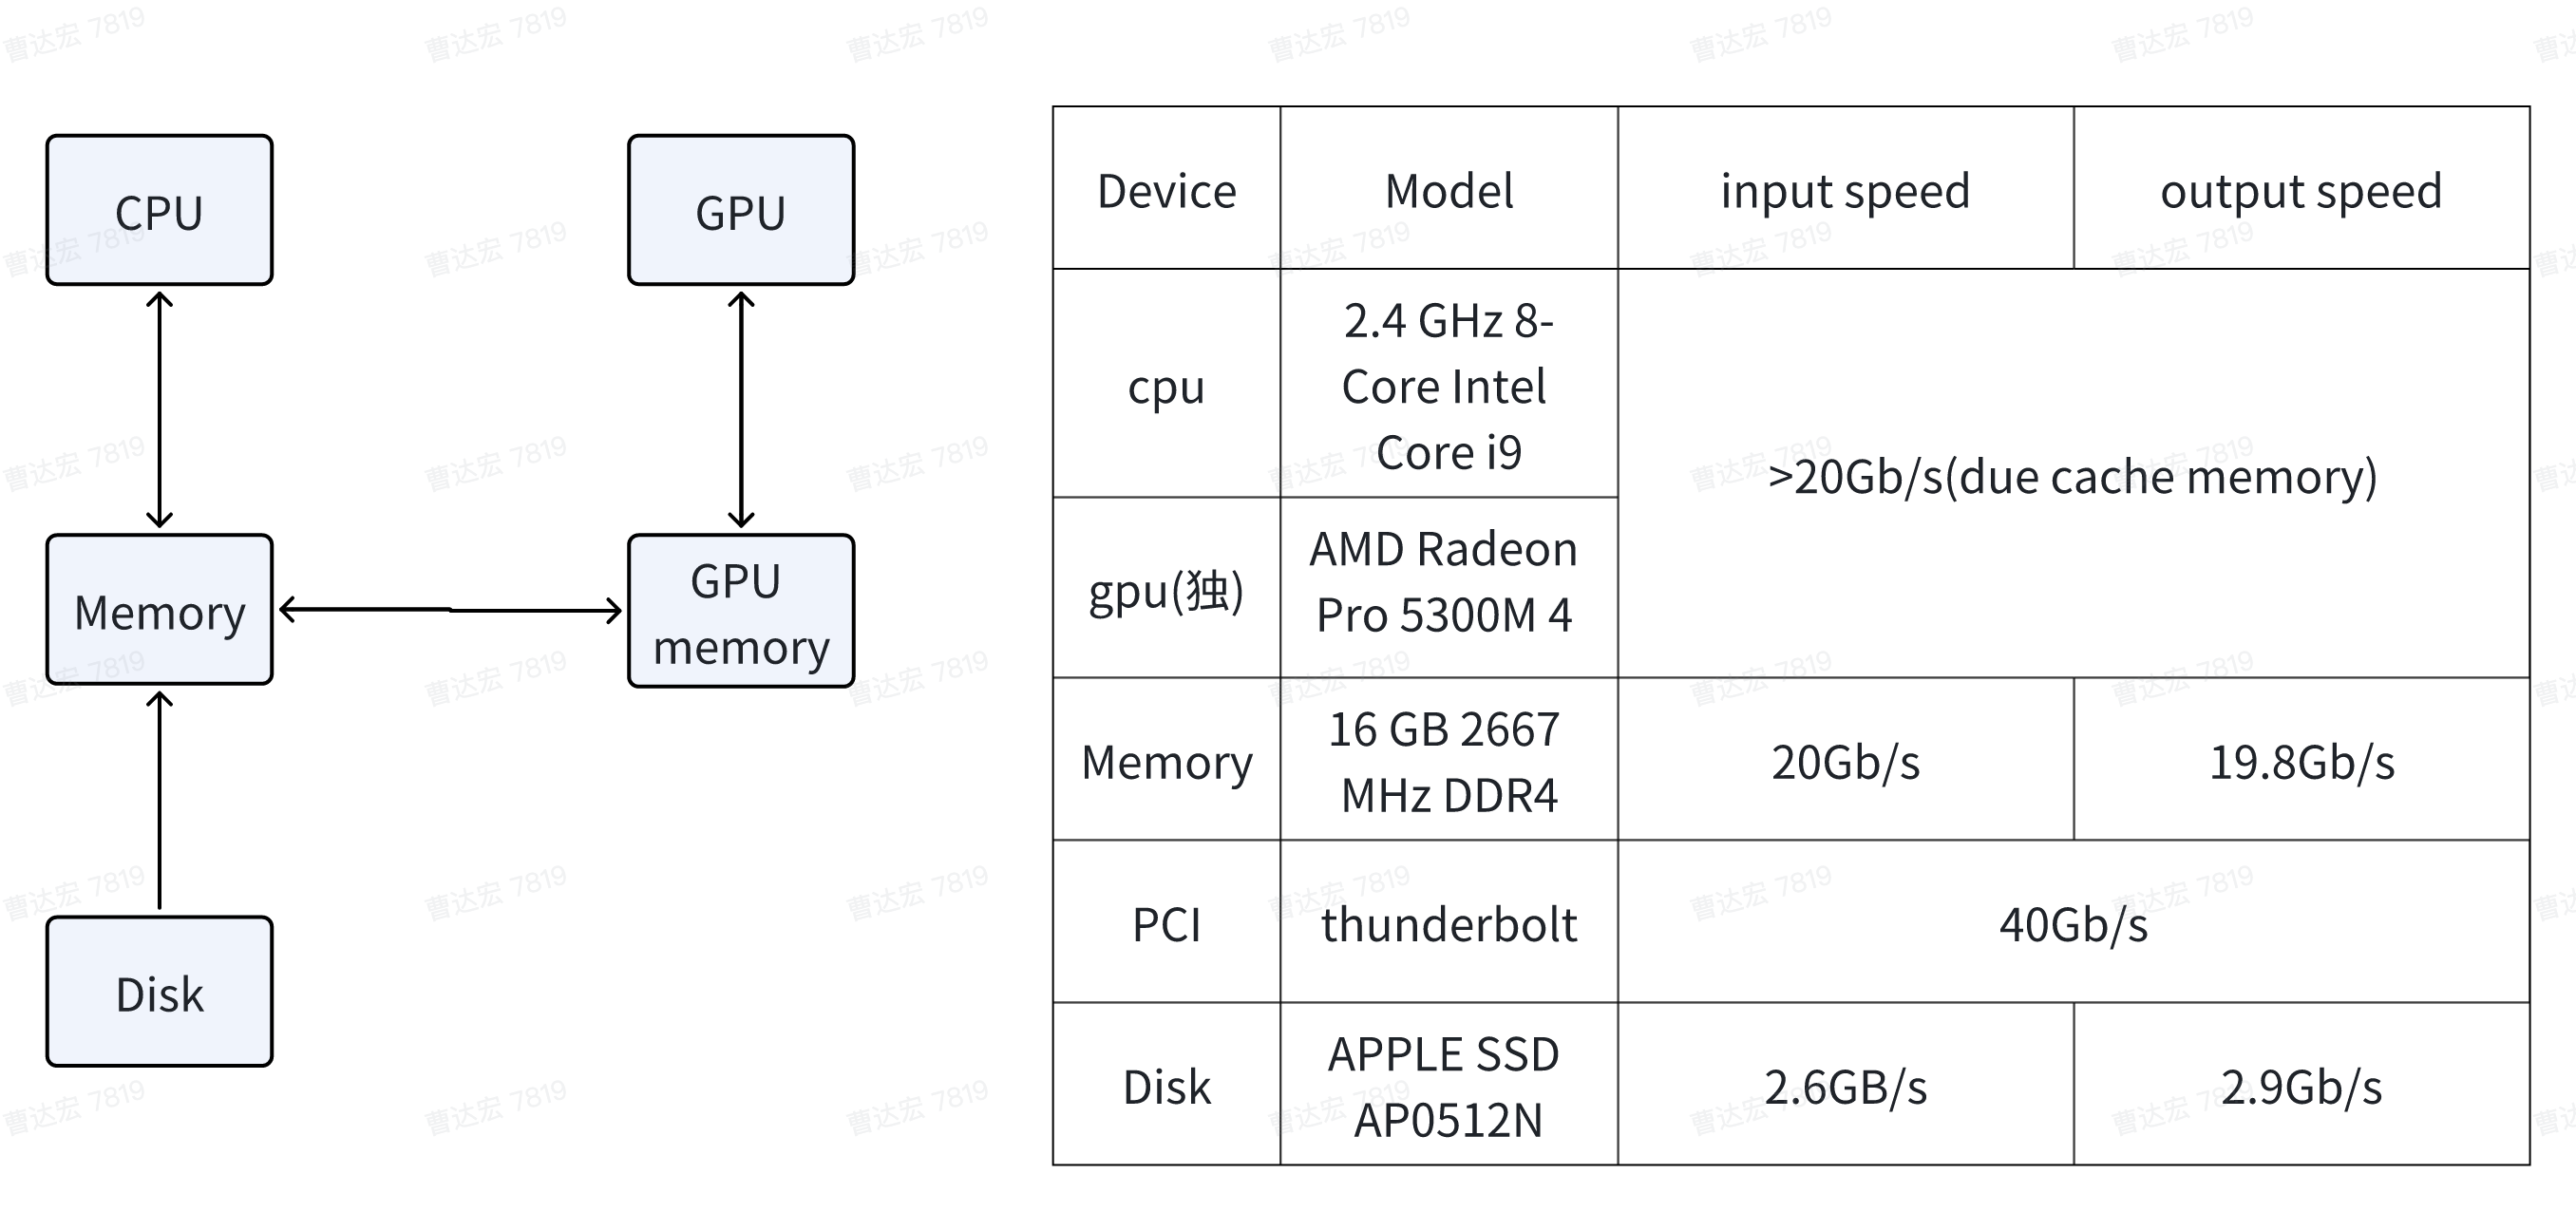 CPU
GPU
Memory
GPU
memory
Disk
Device
Model
input speed
output speed
cpu
2.4 GHz 8-
Core Intel
Core i9
>20Gb/s(due cache memory)
gpu(独)
AMD Radeon
Pro 5300M 4
Memory
16 GB 2667
MHz DDR4
20Gb/s
19.8Gb/s
PCI
thunderbolt
40Gb/s
Disk
APPLE SSD
AP0512N
2.6GB/s
2.9Gb/s
曹达宏 7819